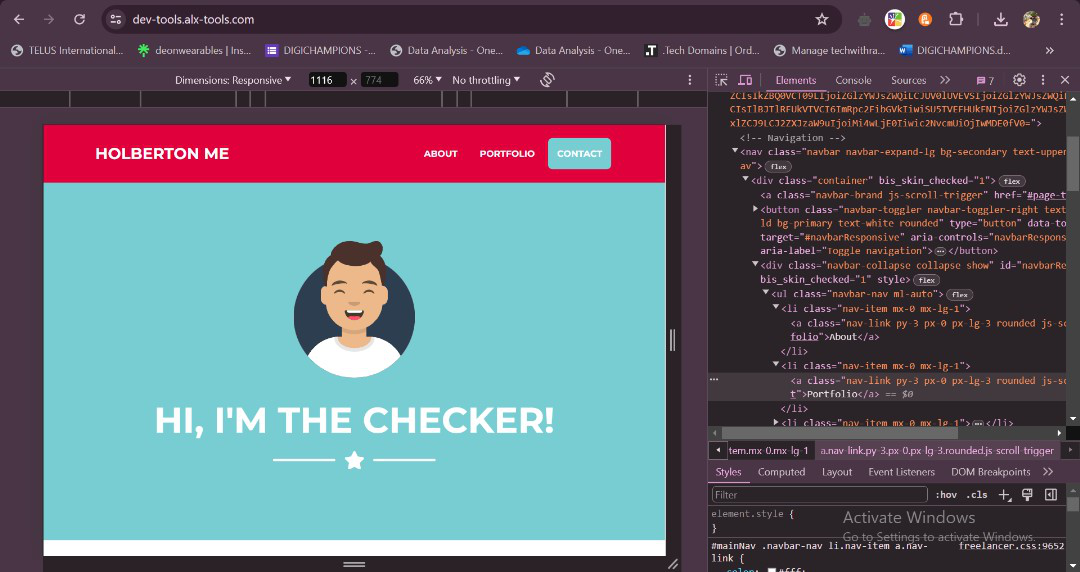 dev-tools.alx-tools.com
TELUS International...
deonwearables | Ins...
DIGICHAMPIONS -...
Data Analysis - One...
Data Analysis - One...
.Tech Domains | Ord...
Manage techwithra...
DIGICHAMPIONS.d...
»
Dimensions: Responsive
1116 × 774
66%
No throttling
Elements
Console
Sources
»
7
HOLBERTON ME
ABOUT
PORTFOLIO
CONTACT
HI, I'M THE CHECKER!
<!-- Navigation -->
<nav class="navbar navbar-expand-lg bg-secondary text-upper
av"> flex
<div class="container" bis_skin_checked="1"> flex
<a class="navbar-brand js-scroll-trigger" href="#page-t
<button class="navbar-toggler navbar-toggler-right text
ld bg-primary text-white rounded" type="button" data-to
target="#navbarResponsive" aria-controls="navbarRespons
aria-label="Toggle navigation"> ⋯ </button>
<div class="navbar-collapse collapse show" id="navbarRe
bis_skin_checked="1" style> flex
<ul class="navbar-nav ml-auto"> flex
<li class="nav-item mx-0 mx-lg-1">
<a class="nav-link py-3 px-0 px-lg-3 rounded js-sc
folio">About</a>
</li>
<li class="nav-item mx-0 mx-lg-1">
<a class="nav-link py-3 px-0 px-lg-3 rounded js-sc
t">Portfolio</a> == $0
</li>
<li class="nav-item mx-0 mx-lg-1"> ⋯ </li>
tem.mx-0.mx-lg-1
a.nav-link.py-3.px-0.px-lg-3.rounded.js-scroll-trigger
Styles
Computed
Layout
Event Listeners
DOM Breakpoints
»
Filter
:hov
.cls
element.style {
}
Activate Windows
Go to Settings to activate Windows.
#mainNav .navbar-nav li.nav-item a.nav-
link {
freelancer.css:9652
color: #fff;